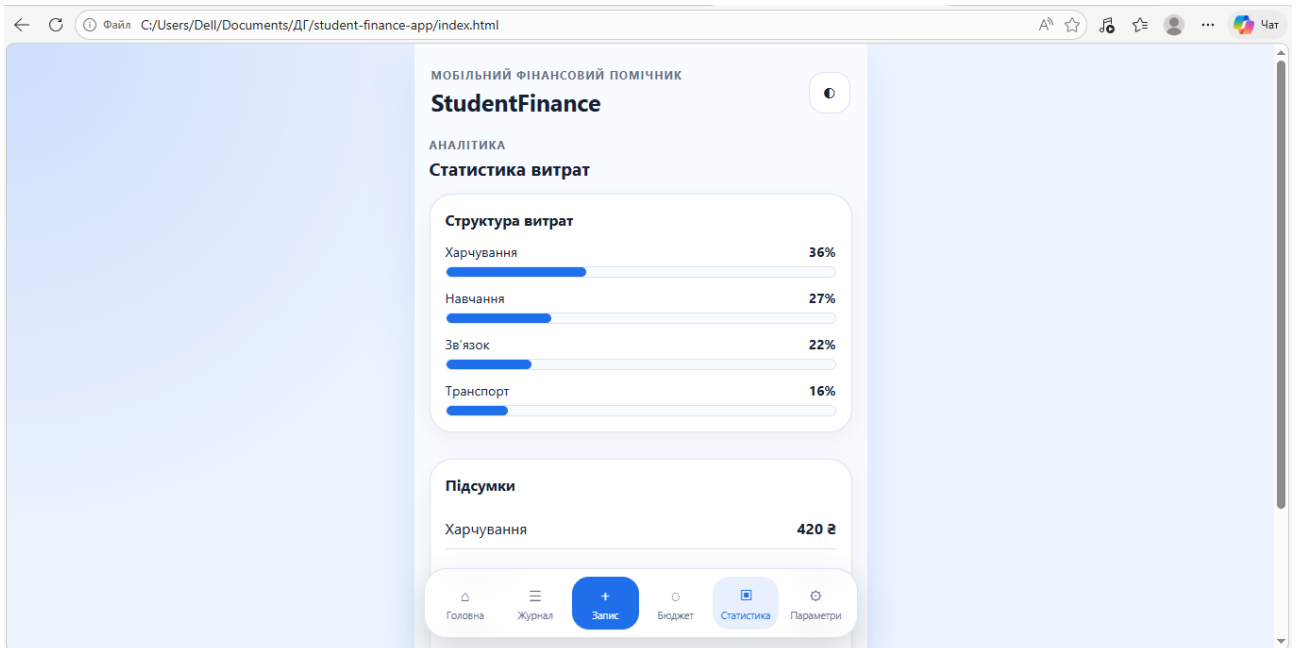 Файл C:/Users/Dell/Documents/ДГ/student-finance-app/index.html
Чат
МОБІЛЬНИЙ ФІНАНСОВИЙ ПОМІЧНИК
StudentFinance
АНАЛІТИКА
Статистика витрат
Структура витрат
Харчування 36%
Навчання 27%
Зв'язок 22%
Транспорт 16%
Підсумки
Харчування 420 ₴
+
Головна Журнал Запис Бюджет Статистика Параметри